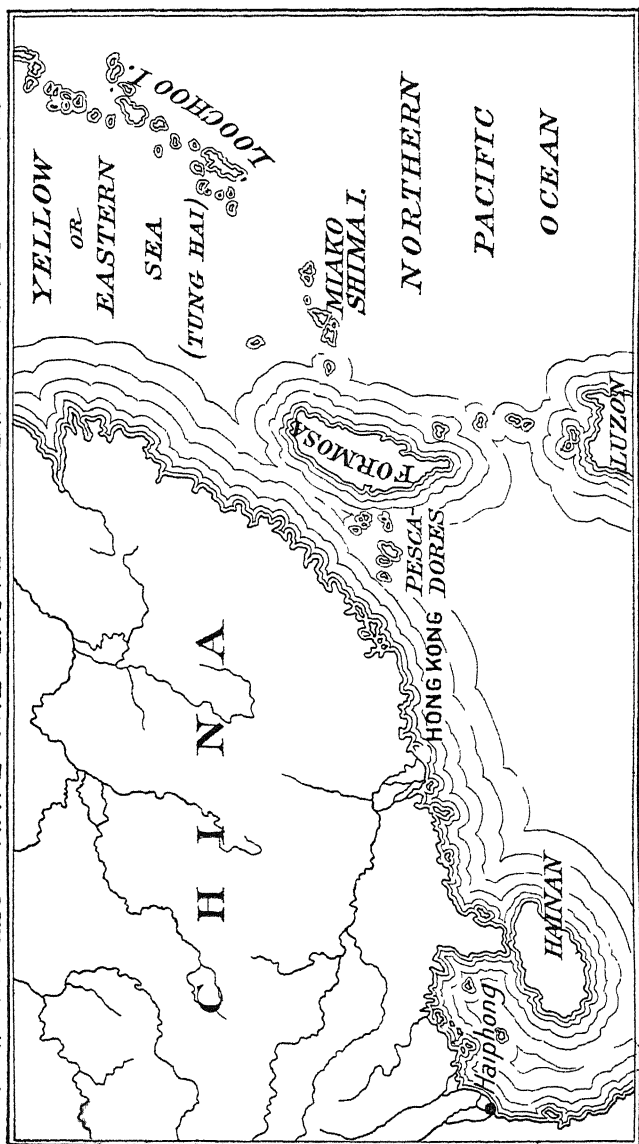 YELLOW
OR
EASTERN
SEA
(TUNG HAI)
LOOCHOO I.
MIAKO
SHIMA I.
NORTHERN
PACIFIC
OCEAN
CHINA
FORMOSA
PESCA-
DORES
HONG KONG
LUZON
HAINAN
Haiphong